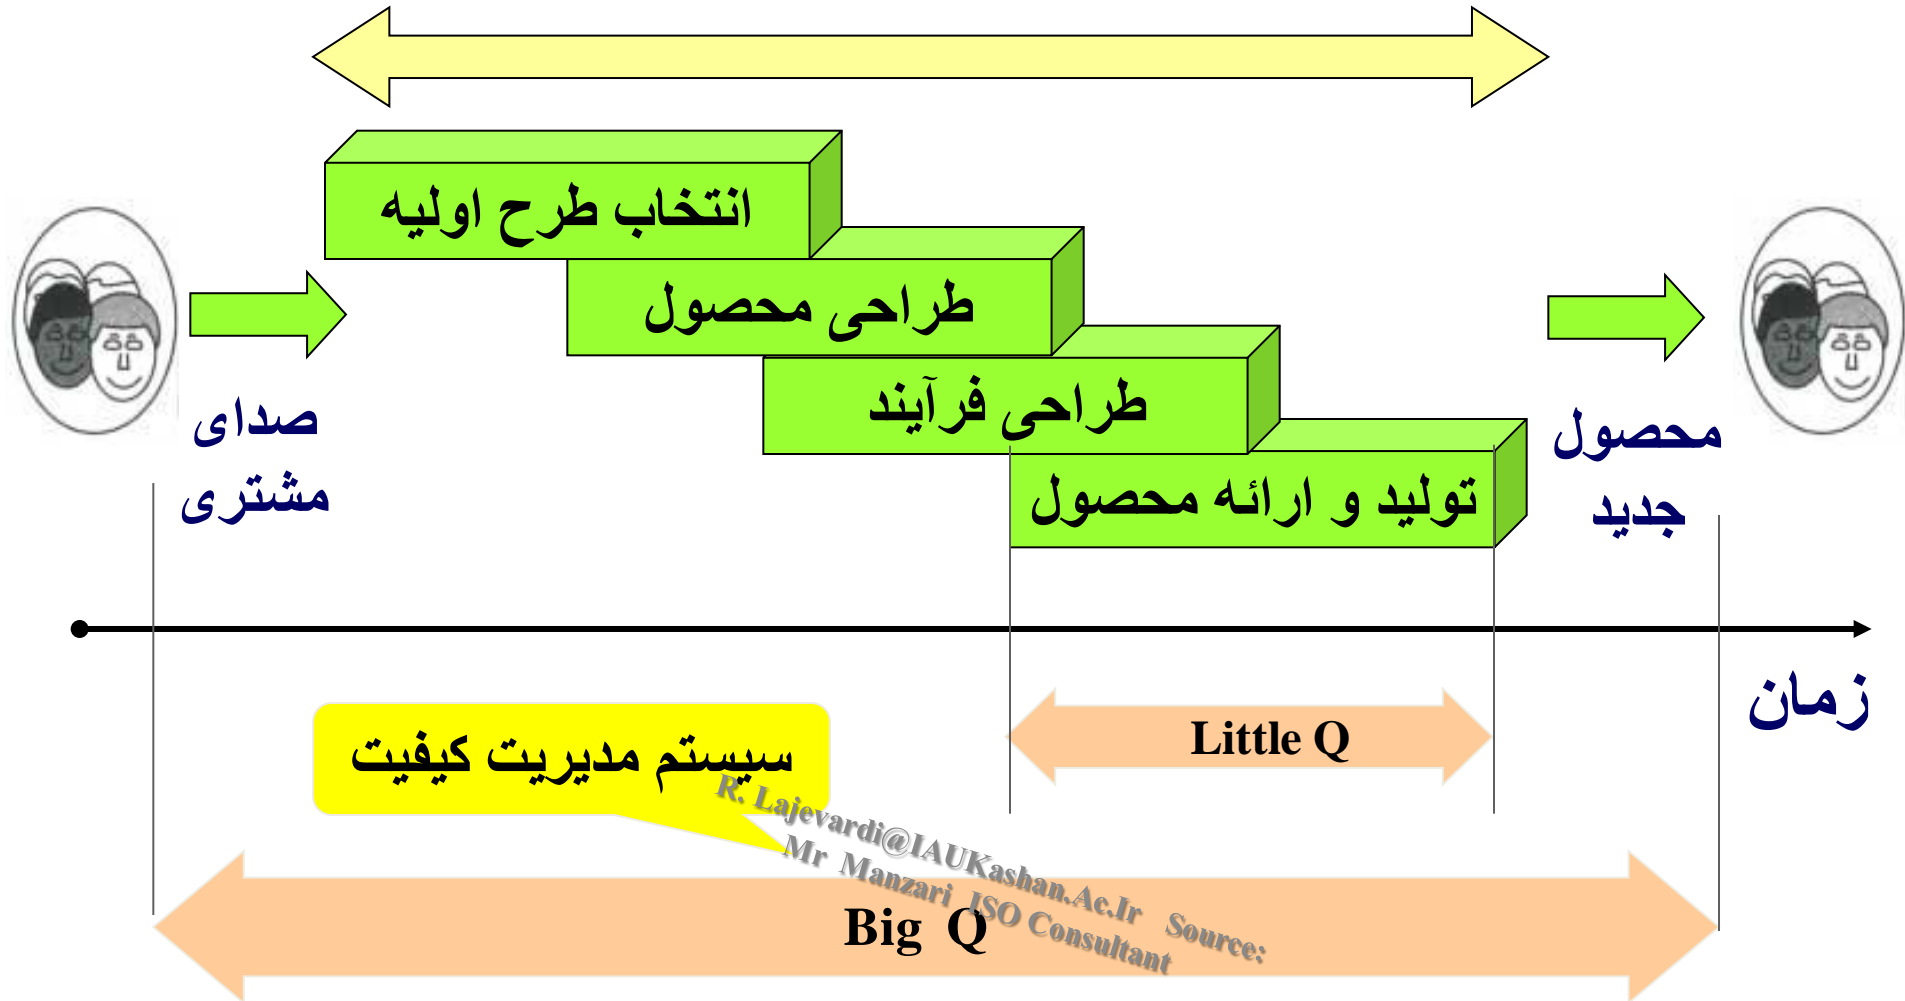 انتخاب طرح اولیه
طراحی محصول
طراحی فرآیند
تولید و ارائه محصول
صدای
مشتری
محصول
جدید
زمان
سیستم مدیریت کیفیت
Little Q
Big Q
R. Lajevardi@IAUKashan.Ac.Ir Source:
Mr Manzari ISO Consultant